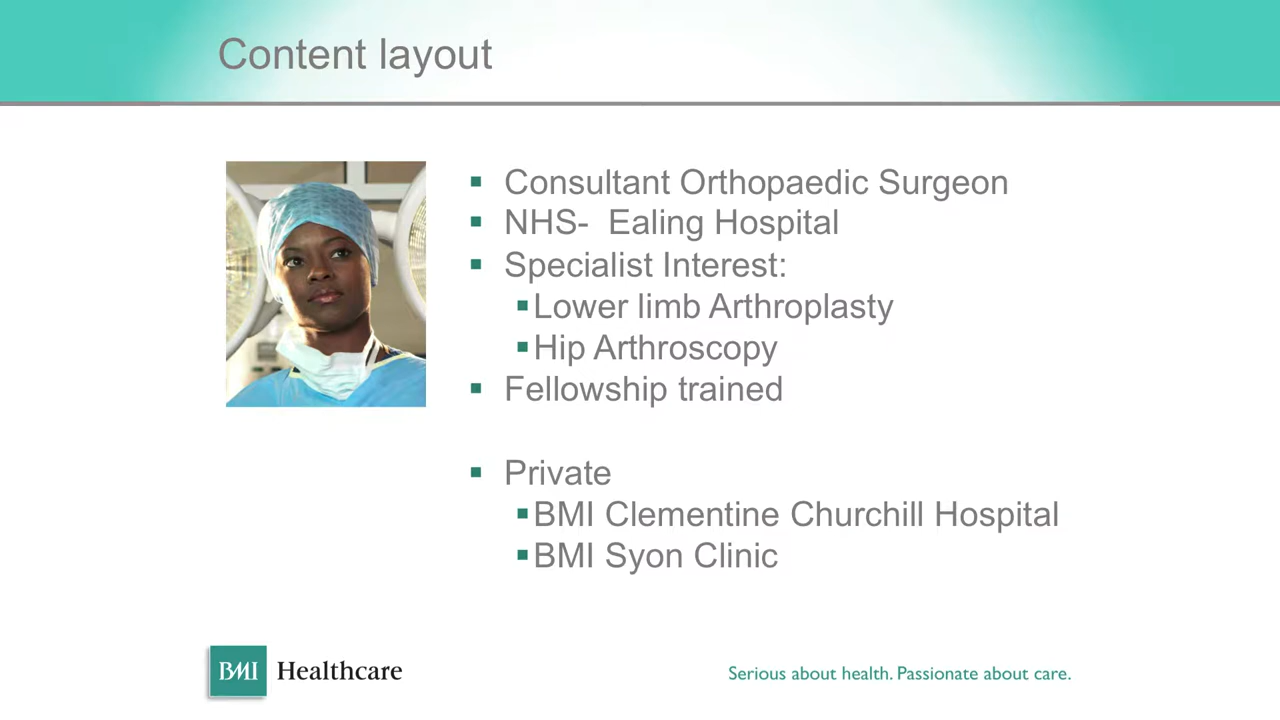 Content layout
▪ Consultant Orthopaedic Surgeon
▪ NHS- Ealing Hospital
▪ Specialist Interest:
▪Lower limb Arthroplasty
▪Hip Arthroscopy
▪ Fellowship trained
▪ Private
▪BMI Clementine Churchill Hospital
▪BMI Syon Clinic
BMI Healthcare
Serious about health. Passionate about care.